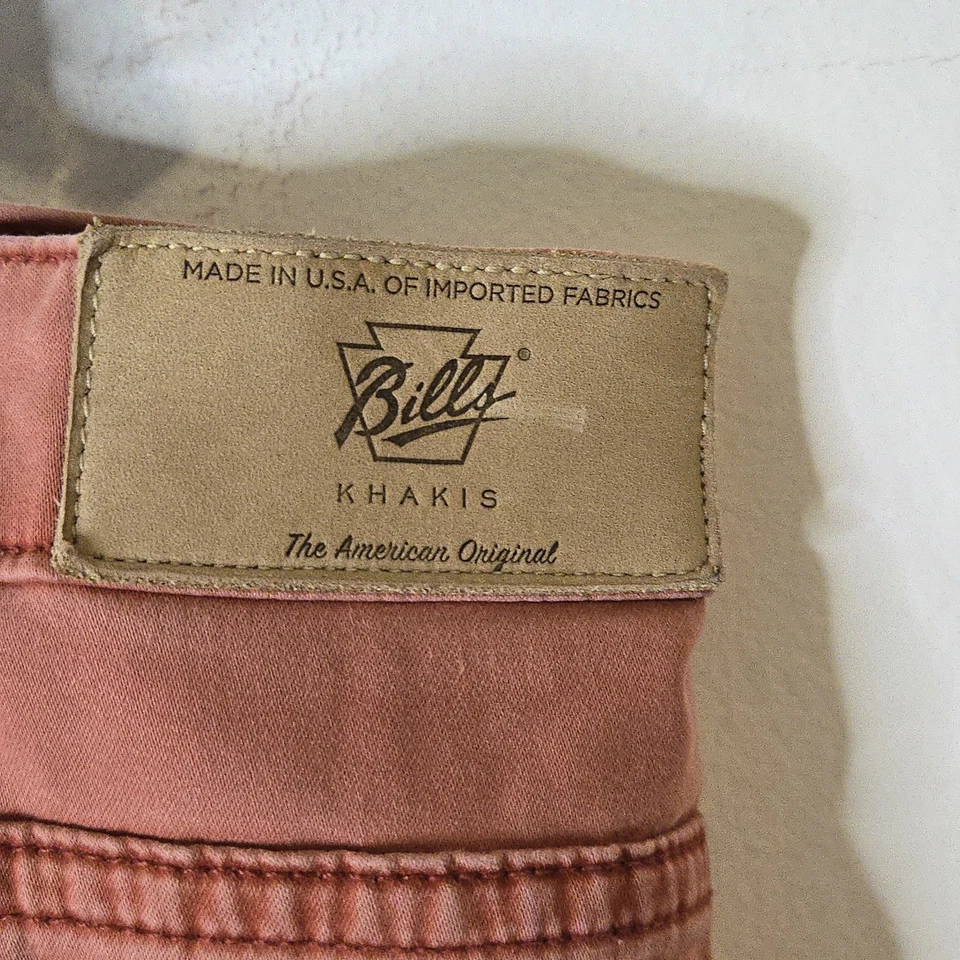 MADE IN U.S.A. OF IMPORTED FABRICS
Bills®
KHAKIS
The American Original